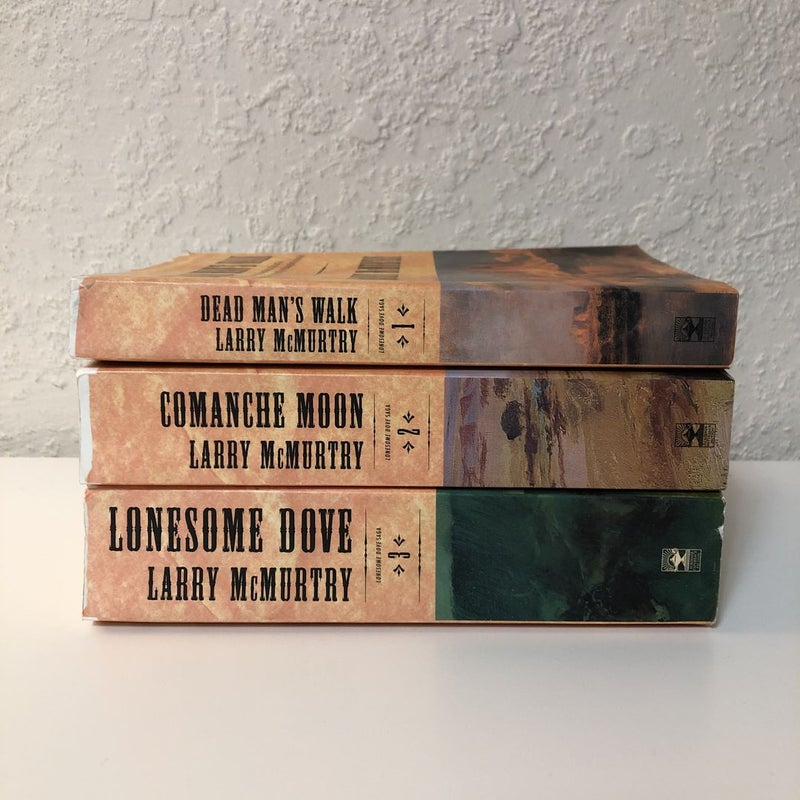 DEAD MAN'S WALK
LARRY McMURTRY
LONESOME DOVE SAGA
1
COMANCHE MOON
LARRY McMURTRY
LONESOME DOVE SAGA
2
LONESOME DOVE
LARRY McMURTRY
LONESOME DOVE SAGA
3